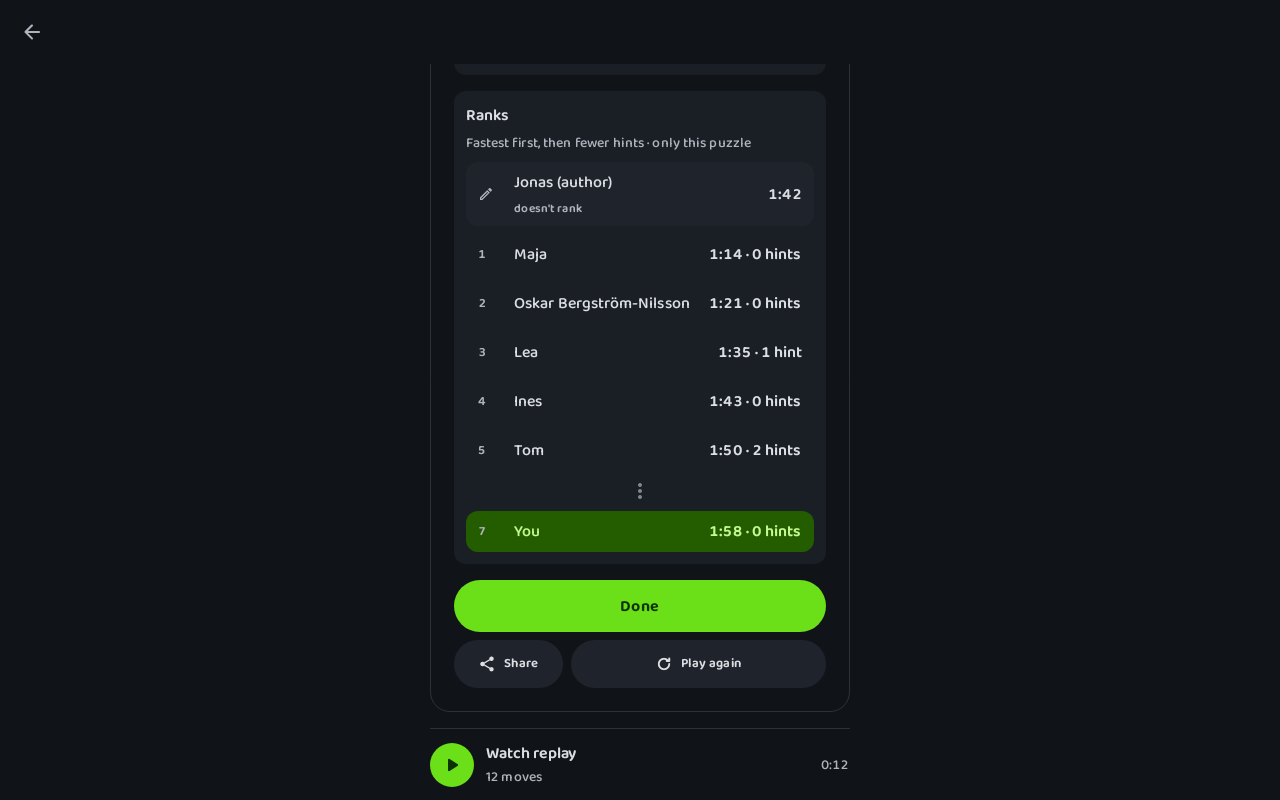 Ranks
Fastest first, then fewer hints · only this puzzle
Jonas (author)
1:42
doesn't rank
1 Maja 1:14 · 0 hints
2 Oskar Bergström-Nilsson 1:21 · 0 hints
3 Lea 1:35 · 1 hint
4 Ines 1:43 · 0 hints
5 Tom 1:50 · 2 hints
7 You 1:58 · 0 hints
Done
Share Play again
Watch replay
0:12
12 moves